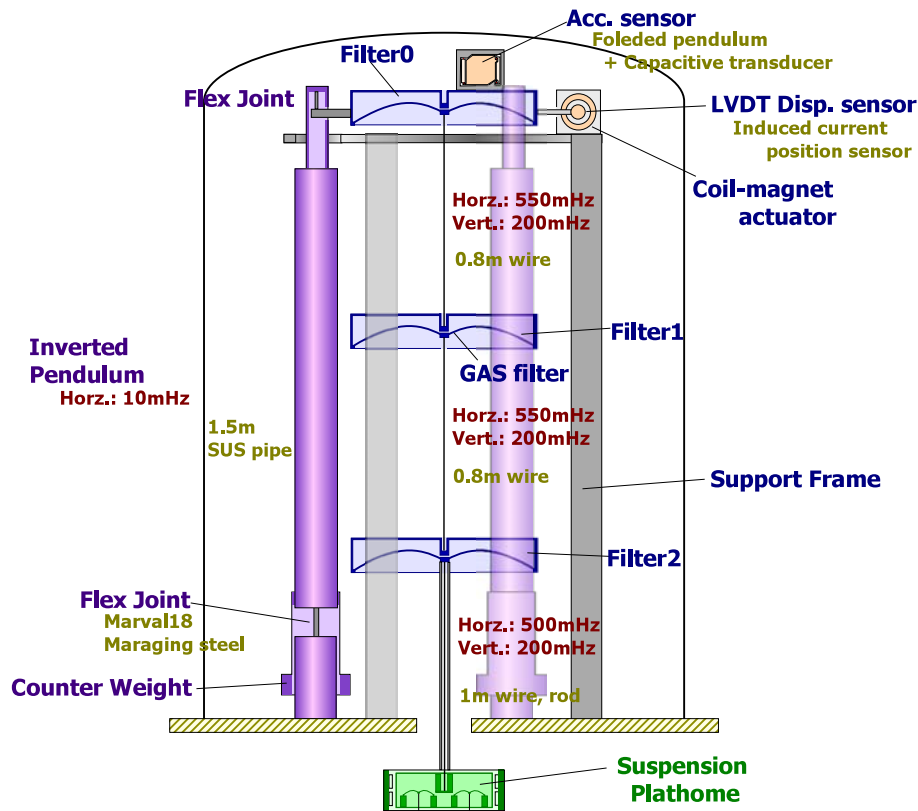 Acc. sensor
Foleded pendulum
+ Capacitive transducer
Filter0
Flex Joint
LVDT Disp. sensor
Induced current
position sensor
Coil-magnet
actuator
Horz.: 550mHz
Vert.: 200mHz
0.8m wire
Filter1
Inverted
Pendulum
Horz.: 10mHz
GAS filter
1.5m
SUS pipe
Horz.: 550mHz
Vert.: 200mHz
0.8m wire
Support Frame
Filter2
Flex Joint
Marval18
Maraging steel
Horz.: 500mHz
Vert.: 200mHz
Counter Weight
1m wire, rod
Suspension
Plathome